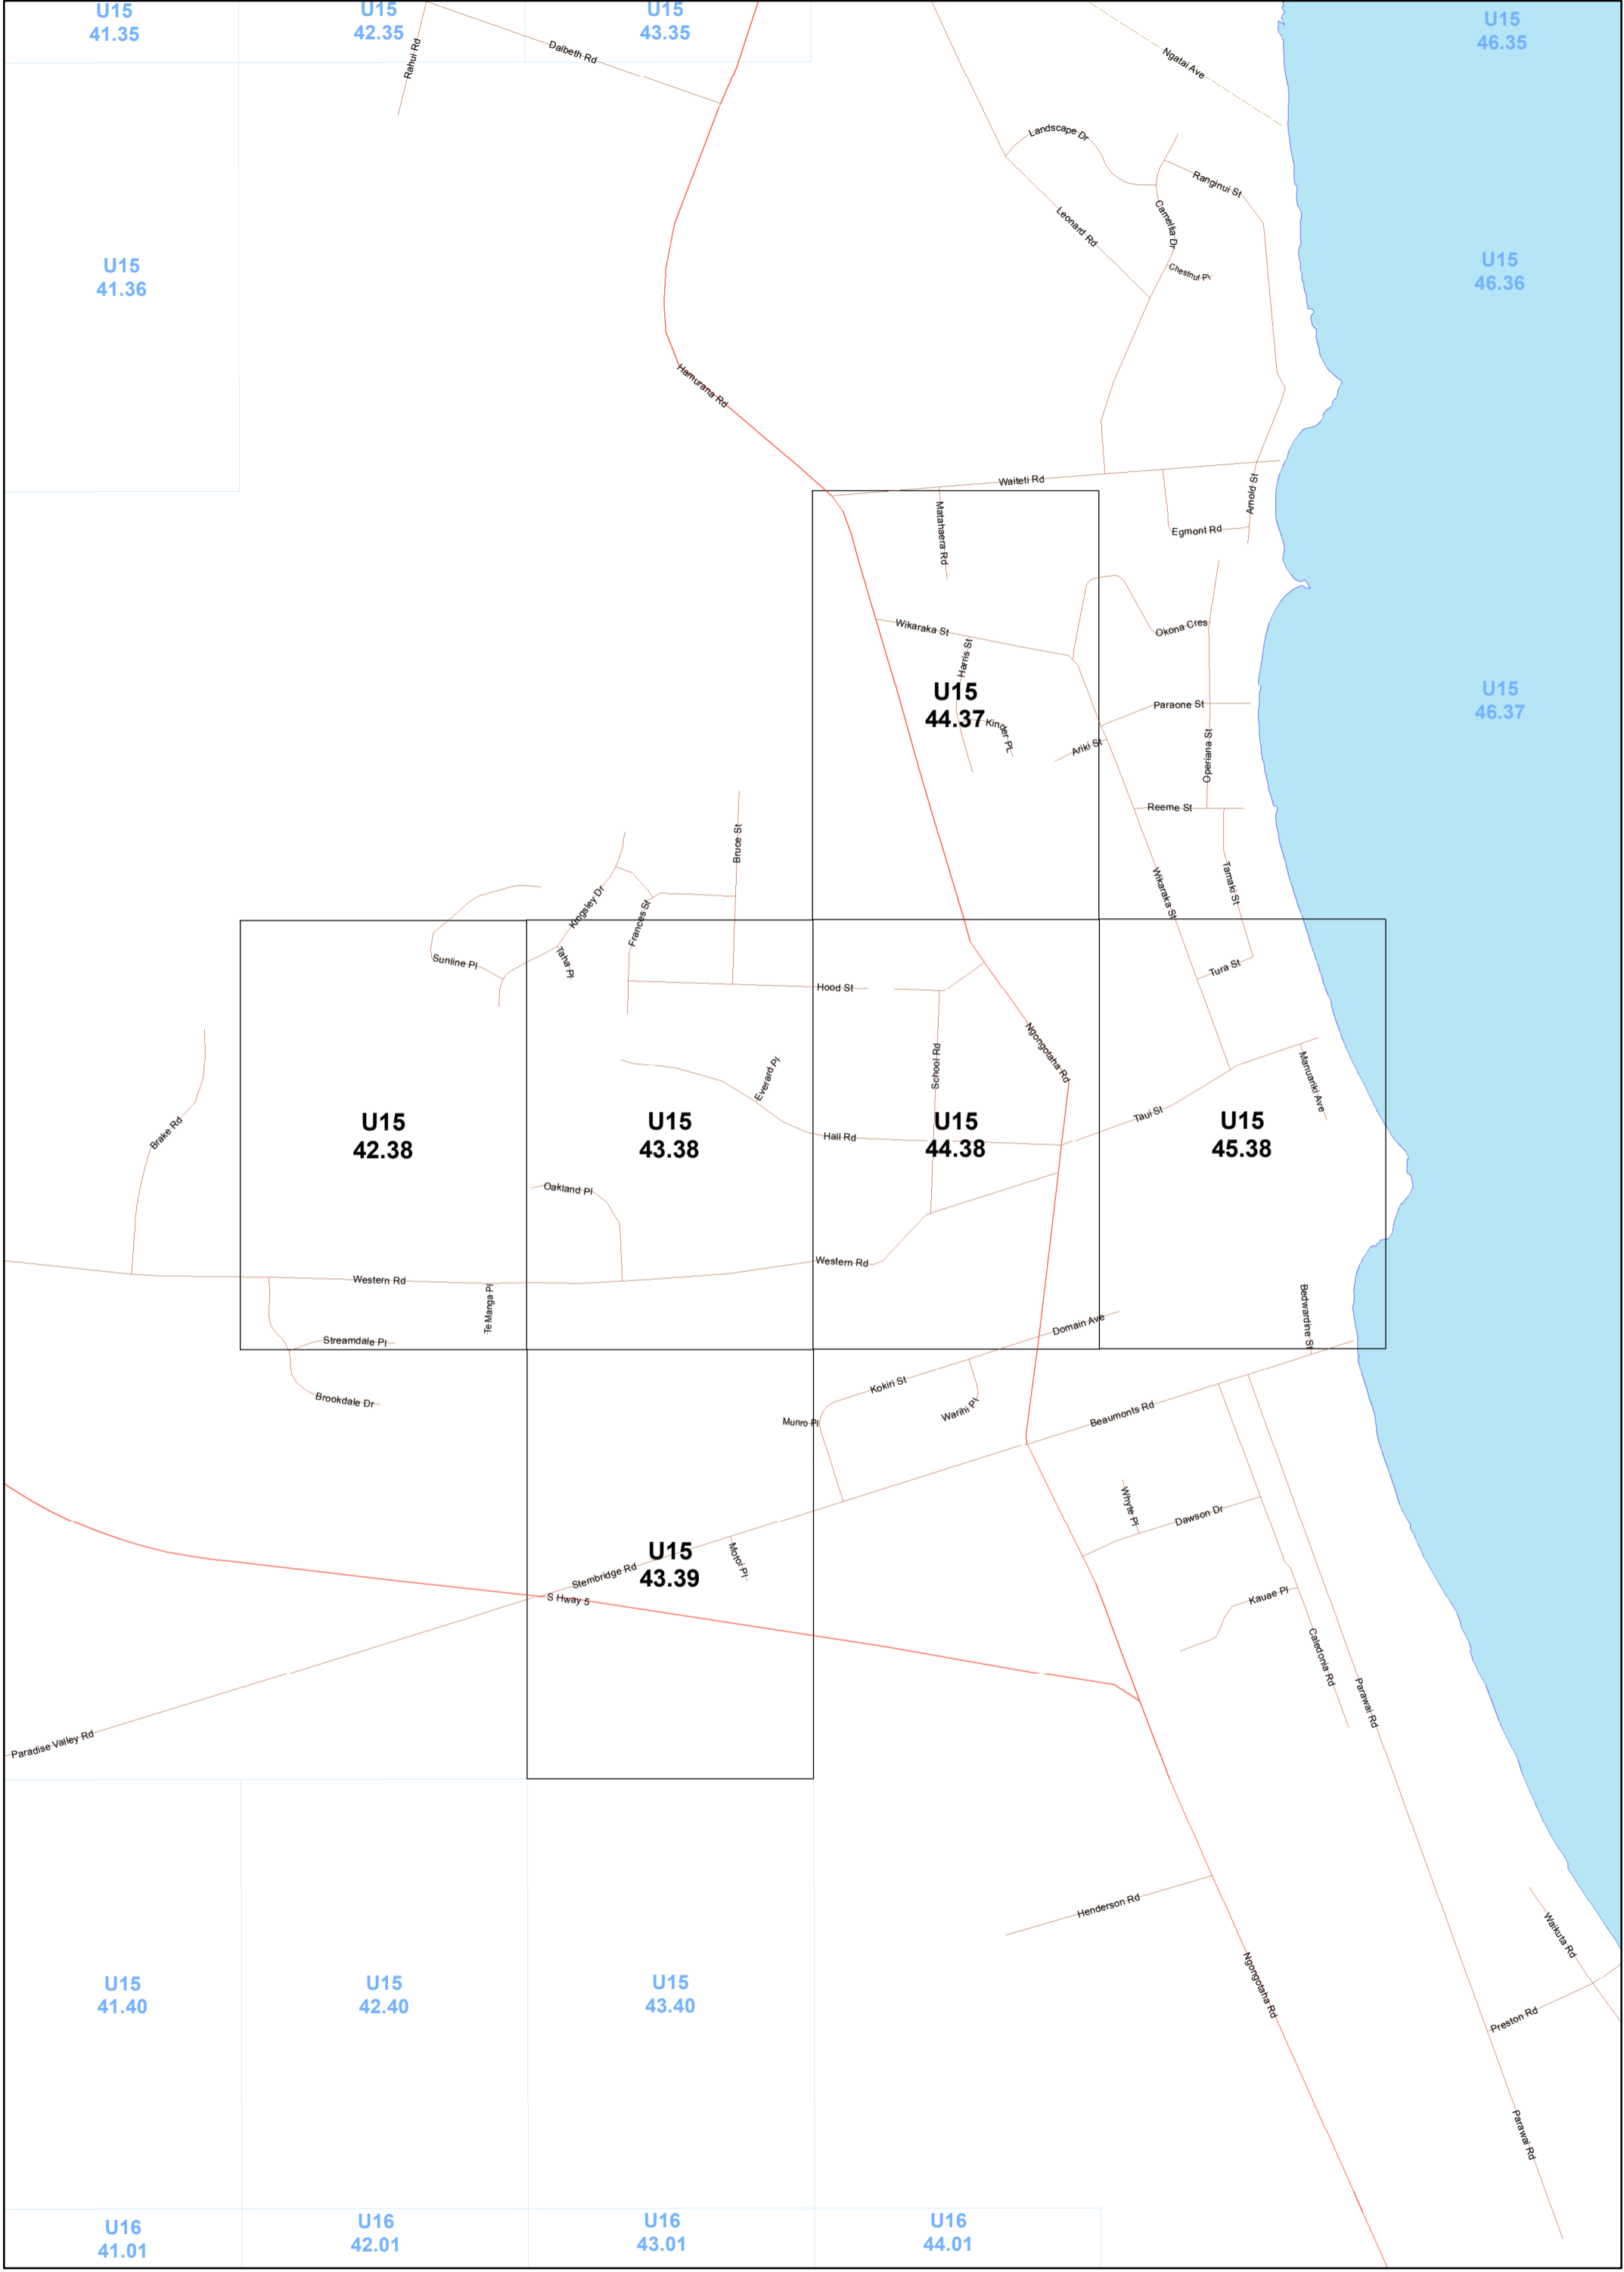 U15
41.35
U15
42.35
U15
43.35
U15
46.35
Rahui Rd
Dalbeth Rd
Ngatai Ave
Landscape Dr
Ranginui St
Leonard Rd
Camellia Dr
Chestnut Pl
U15
41.36
U15
46.36
Hamurana Rd
Waiteti Rd
Matahaera Rd
Arnold St
Egmont Rd
Wikaraka St
Okona Cres
Harris St
U15
44.37
Kinder PL
Paraone St
Ariki St
Operiana St
U15
46.37
Reeme St
Bruce St
Kingsley Dr
Frances St
Wikaraka St
Tamaki St
Sunline Pl
Taha Pl
Tura St
Hood St
Ngongotaha Rd
School Rd
Everard Pl
Manuariki Ave
Brake Rd
U15
42.38
U15
43.38
U15
44.38
U15
45.38
Taui St
Hall Rd
Oakland Pl
Western Rd
Western Rd
Te Manga Pl
Streamdale Pl
Domain Ave
Bedwardine St
Brookdale Dr
Kokiri St
Warihi Pl
Munro Pl
Beaumonts Rd
Whyte Pl
Dawson Dr
U15
43.39
Motoi Pl
Stembridge Rd
S Hway 5
Kauae Pl
Caledonia Rd
Parawai Rd
Paradise Valley Rd
Henderson Rd
Waikuta Rd
Ngongotaha Rd
U15
41.40
U15
42.40
U15
43.40
Preston Rd
Parawai Rd
U16
41.01
U16
42.01
U16
43.01
U16
44.01